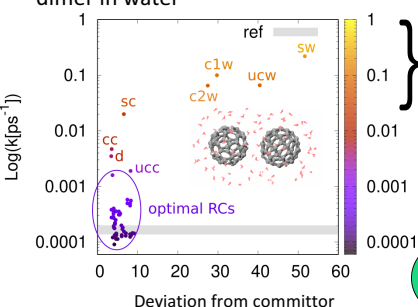 dimer in water
ref
1
0.1
0.01
0.001
0.0001
Log(k[ps⁻¹])
sw
c1w
ucw
c2w
sc
cc
d
ucc
optimal RCs
1
0.1
0.01
0.001
0.0001
0 10 20 30 40 50 60
Deviation from committor